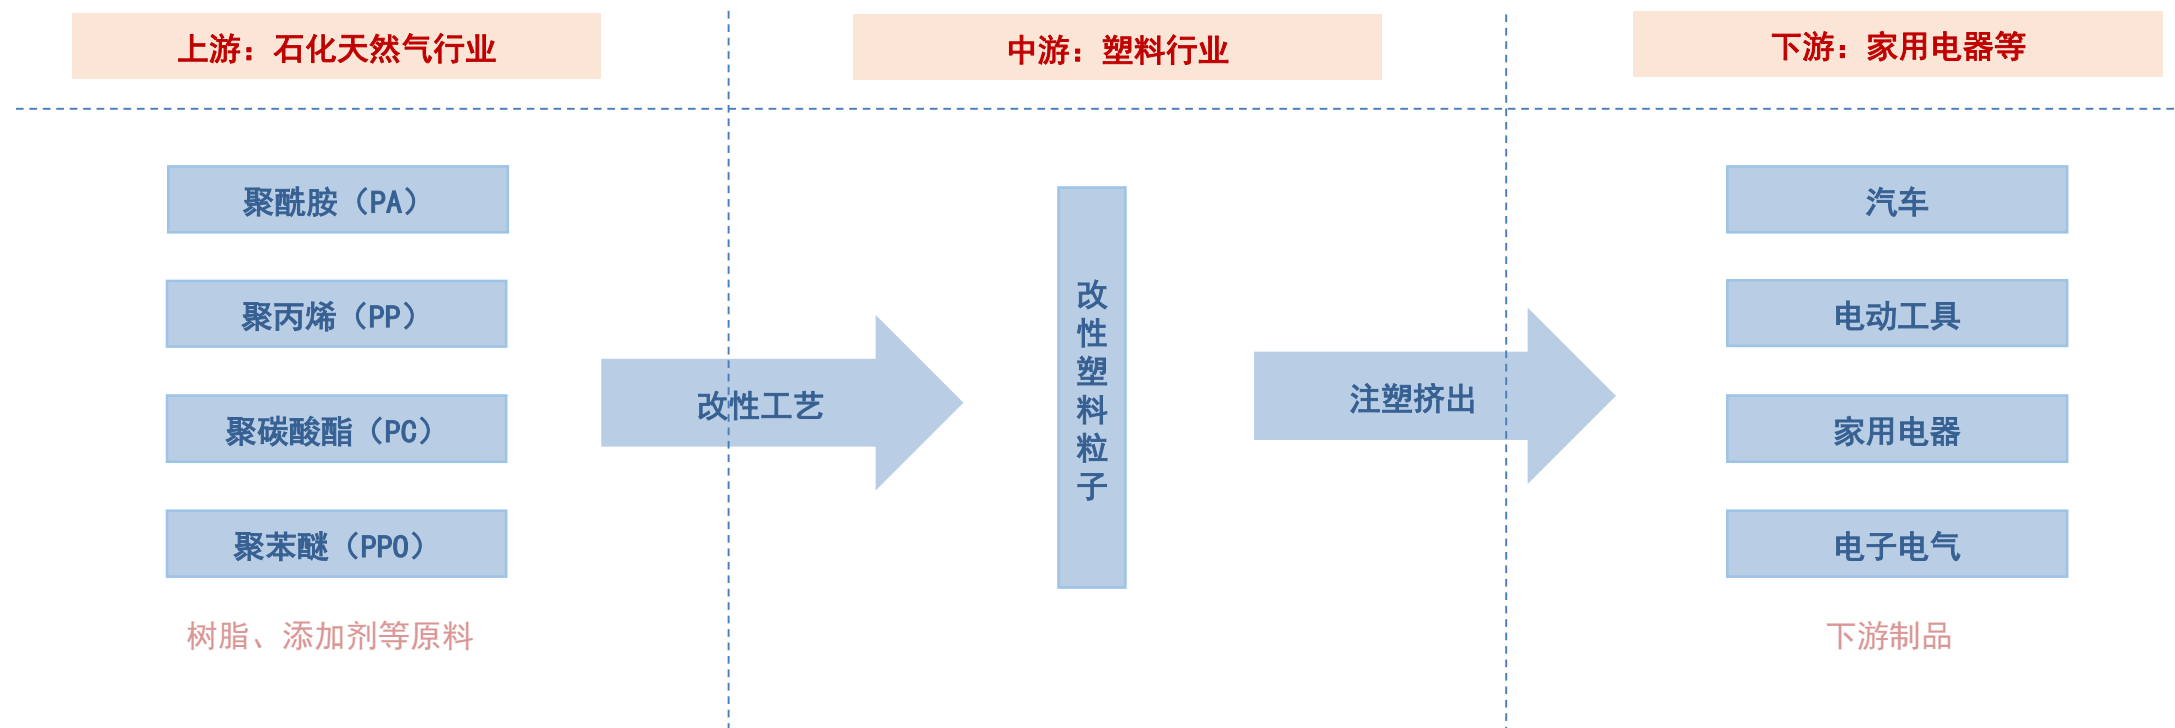 上游：石化天然气行业
中游：塑料行业
下游：家用电器等
聚酰胺（PA）
聚丙烯（PP）
聚碳酸酯（PC）
聚苯醚（PPO）
树脂、添加剂等原料
改性工艺
改性塑料粒子
注塑挤出
汽车
电动工具
家用电器
电子电气
下游制品